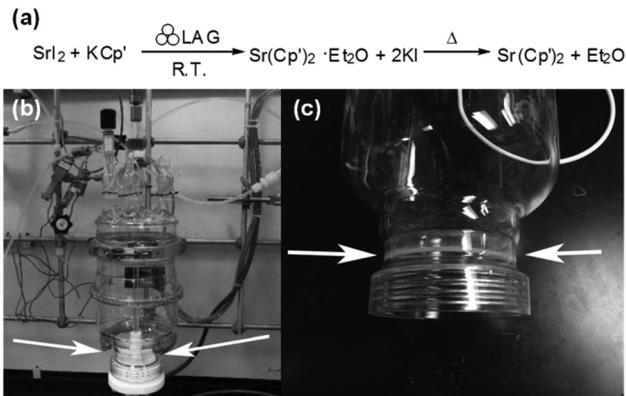 (a)
SrI2 + KCp' LAG R.T. Sr(Cp')2 ·Et2O + 2KI Δ Sr(Cp')2 + Et2O
(b)
(c)